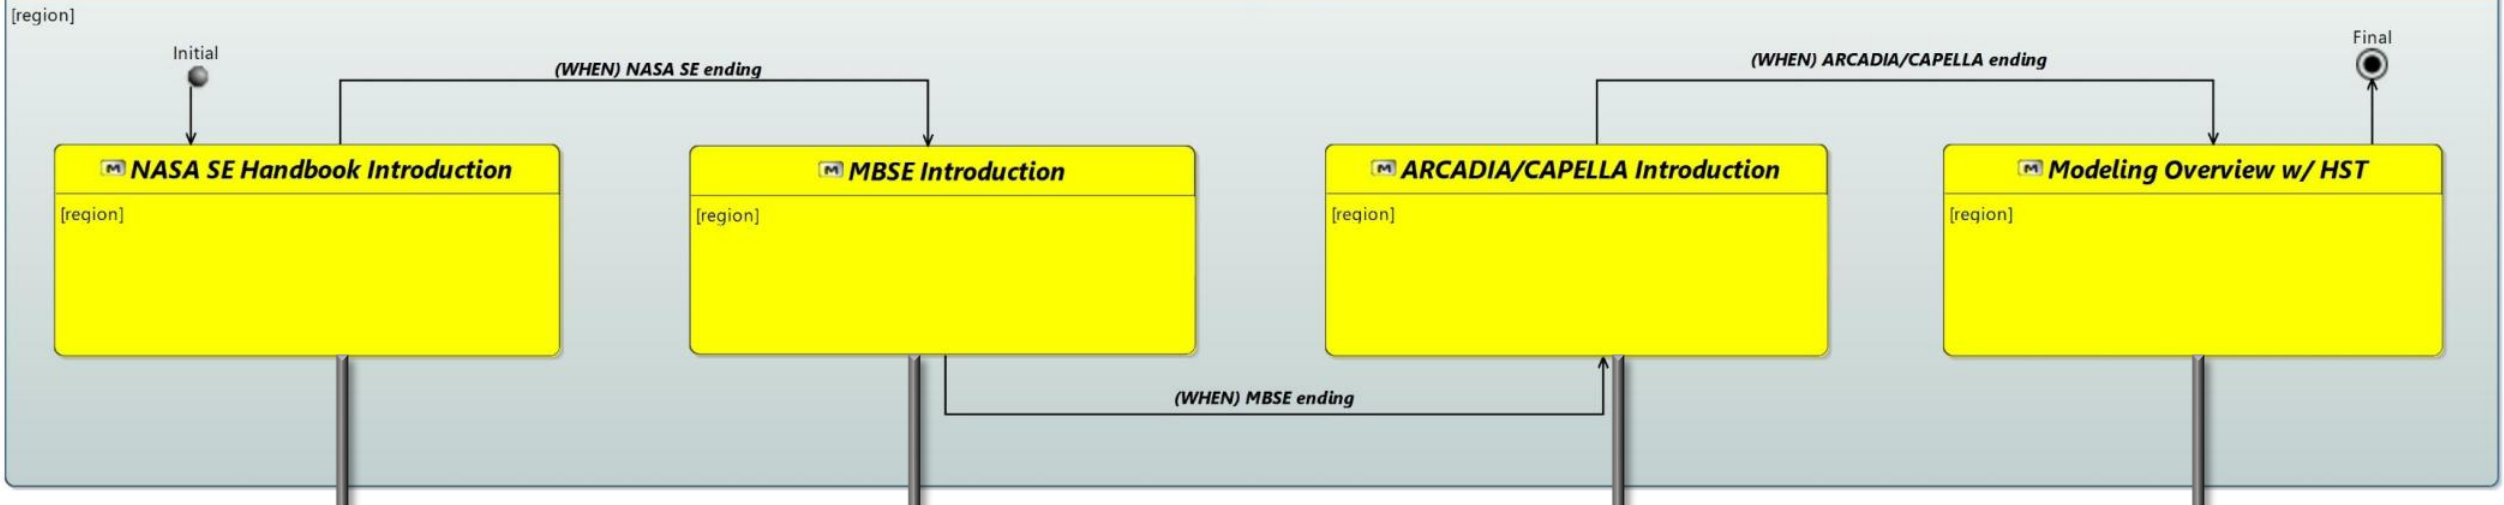 [region]
Initial
(WHEN) NASA SE ending
(WHEN) ARCADIA/CAPELLA ending
Final
M NASA SE Handbook Introduction
[region]
M MBSE Introduction
[region]
M ARCADIA/CAPELLA Introduction
[region]
M Modeling Overview w/ HST
[region]
(WHEN) MBSE ending